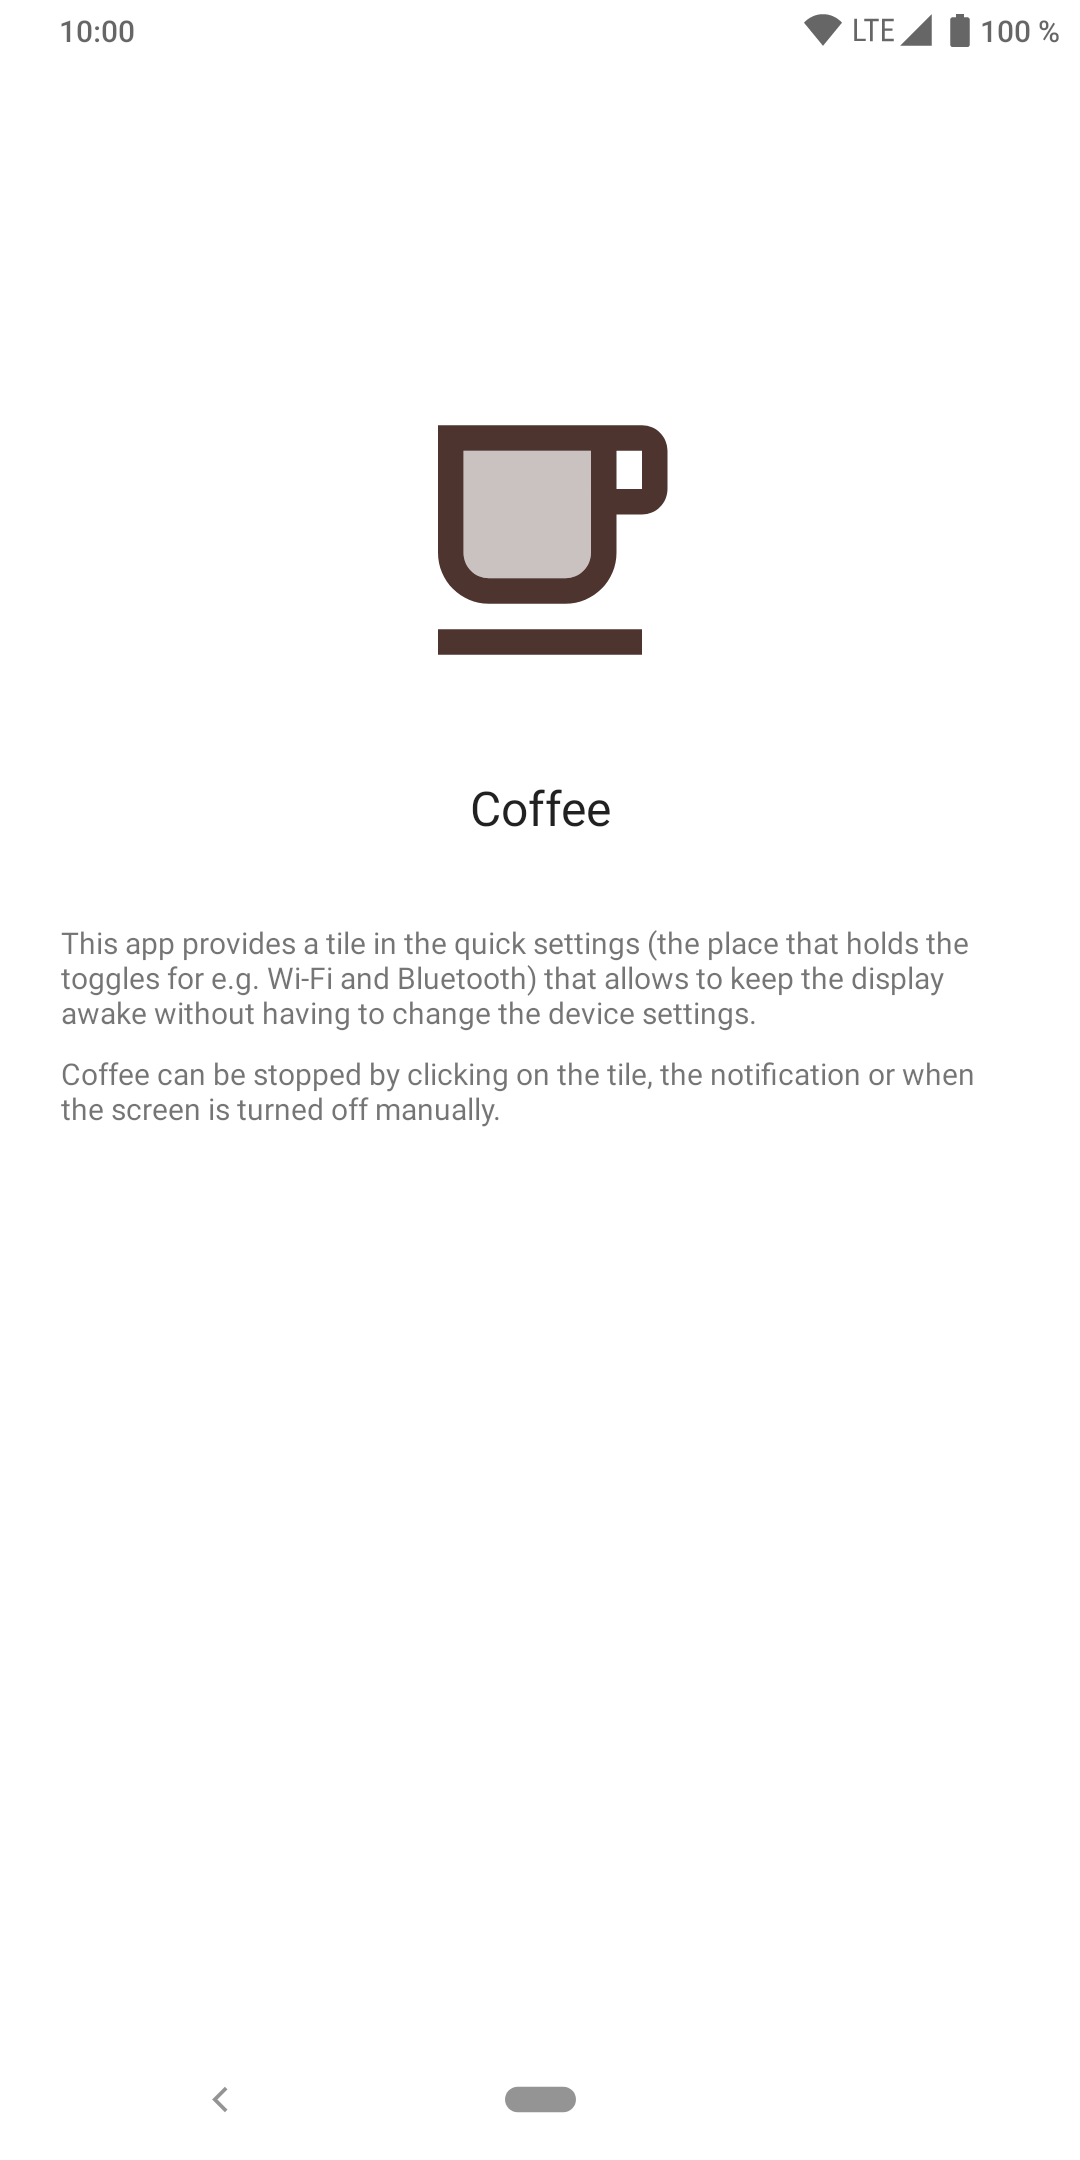 10:00
LTE
100 %
Coffee
This app provides a tile in the quick settings (the place that holds the
toggles for e.g. Wi-Fi and Bluetooth) that allows to keep the display
awake without having to change the device settings.
Coffee can be stopped by clicking on the tile, the notification or when
the screen is turned off manually.